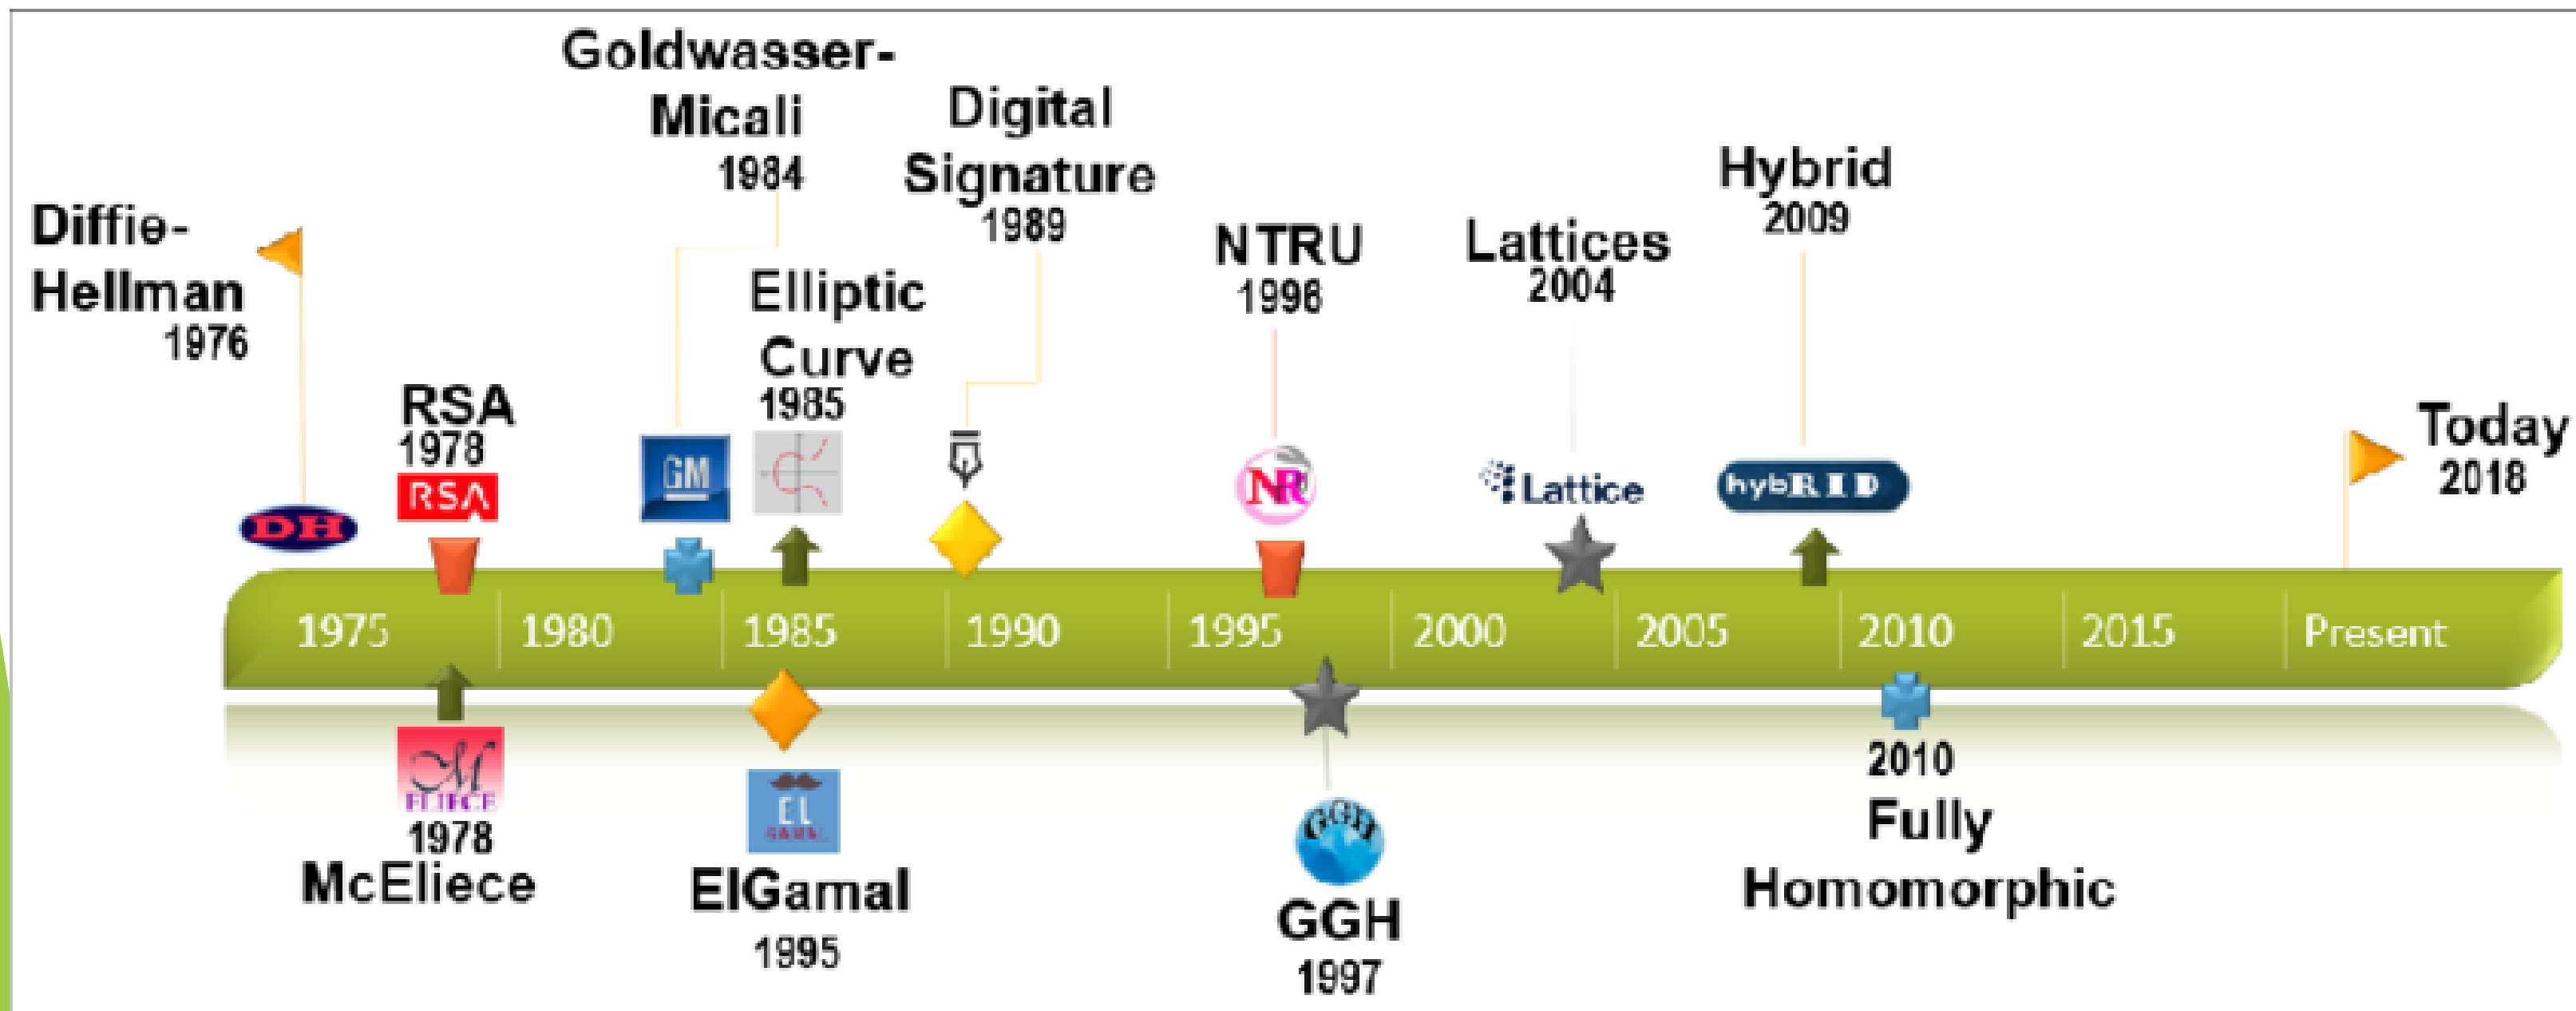 Goldwasser-
Micali
1984
Digital
Signature
1989
Hybrid
2009
Diffie-
Hellman
1976
NTRU
1996
Lattices
2004
Elliptic
Curve
1985
RSA
1978
Today
2018
DH
RSA
GM
NR
Lattice
hybRID
1975 1980 1985 1990 1995 2000 2005 2010 2015 Present
M
ELIECE
1978
McEliece
EL
GAMAL
ElGamal
1995
GGH
GGH
1997
2010
Fully
Homomorphic